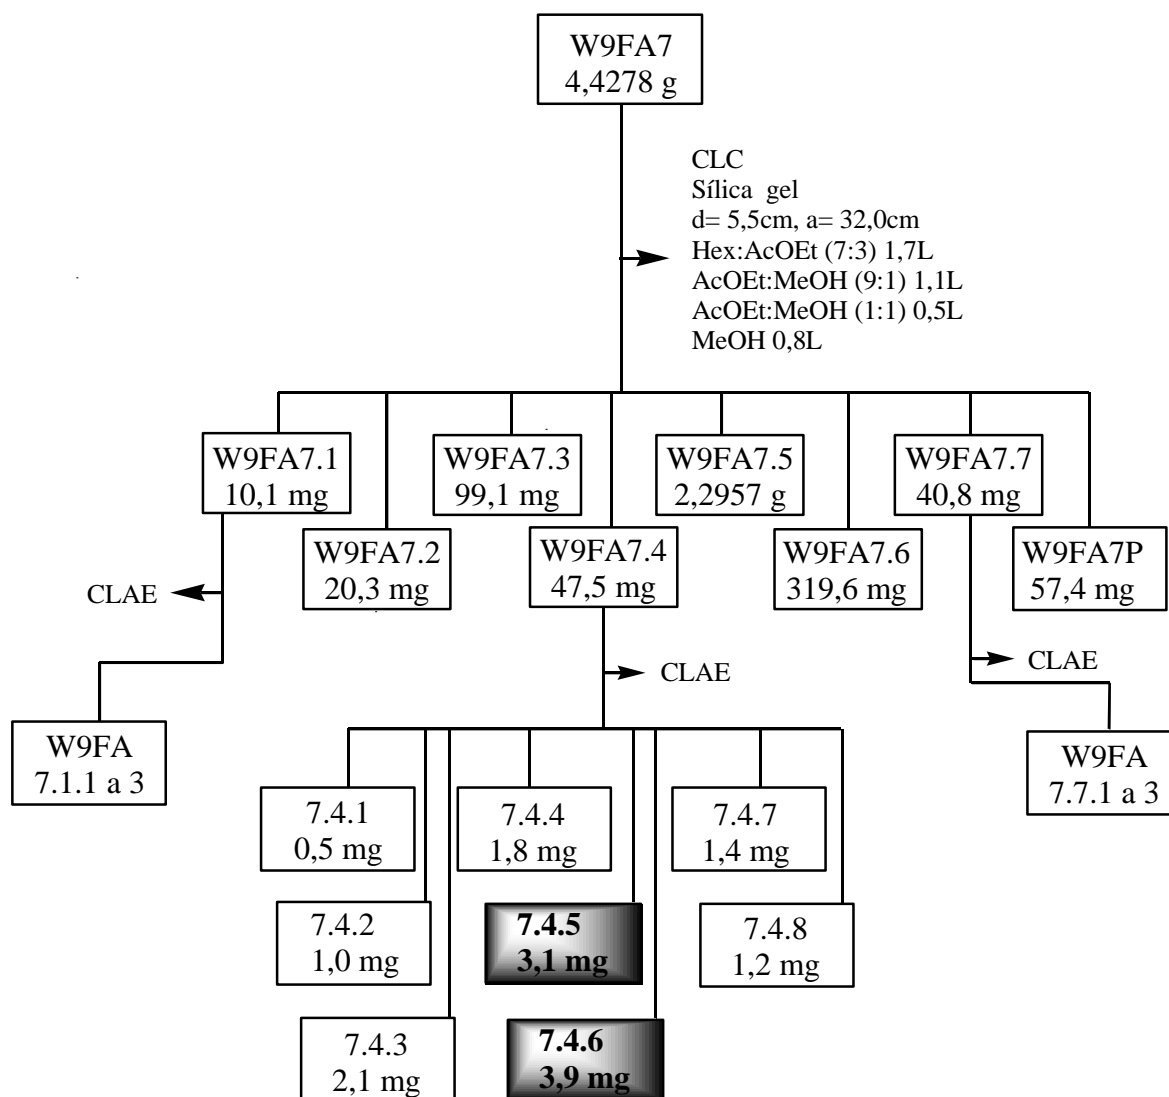 W9FA7
4,4278 g
CLC
Sílica gel
d= 5,5cm, a= 32,0cm
Hex:AcOEt (7:3) 1,7L
AcOEt:MeOH (9:1) 1,1L
AcOEt:MeOH (1:1) 0,5L
MeOH 0,8L
W9FA7.1
10,1 mg
W9FA7.3
99,1 mg
W9FA7.5
2,2957 g
W9FA7.7
40,8 mg
W9FA7.2
20,3 mg
W9FA7.4
47,5 mg
W9FA7.6
319,6 mg
W9FA7P
57,4 mg
CLAE
CLAE
CLAE
W9FA
7.1.1 a 3
W9FA
7.7.1 a 3
7.4.1
0,5 mg
7.4.4
1,8 mg
7.4.7
1,4 mg
7.4.2
1,0 mg
7.4.5
3,1 mg
7.4.8
1,2 mg
7.4.3
2,1 mg
7.4.6
3,9 mg